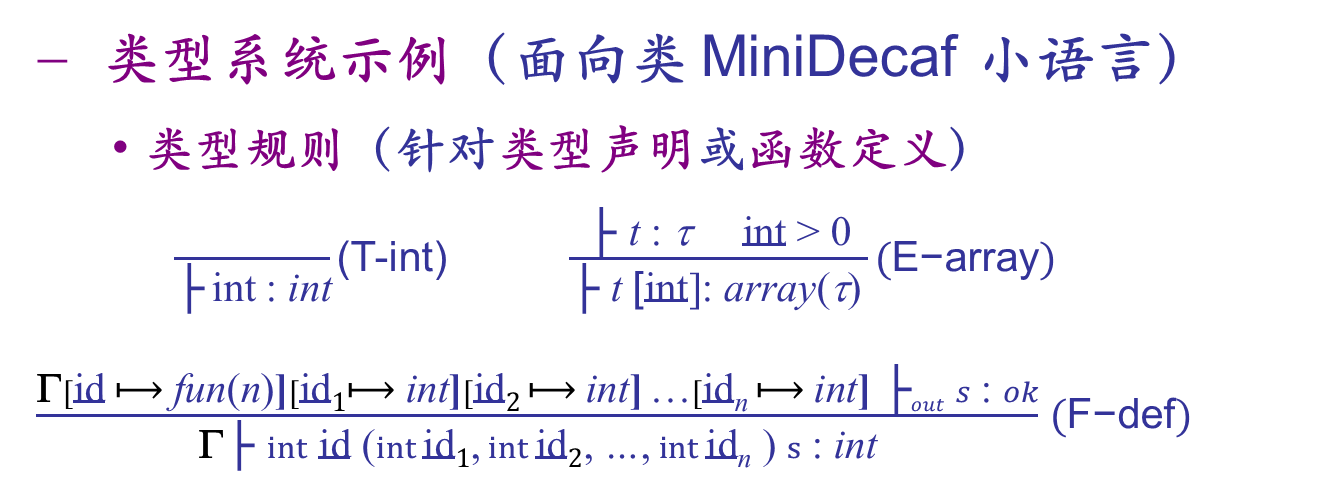 – 类型系统示例（面向类 MiniDecaf 小语言）
• 类型规则（针对类型声明或函数定义）
⊢ t : τ  int > 0
(T-int) (E−array)
⊢ int : int  ⊢ t [int]: array(τ)
Γ[id ⟼ fun(n)][id₁⟼ int][id₂ ⟼ int] …[idₙ ⟼ int] ⊢out s : ok
(F−def)
Γ ⊢ int id (int id₁, int id₂, …, int idₙ ) s : int